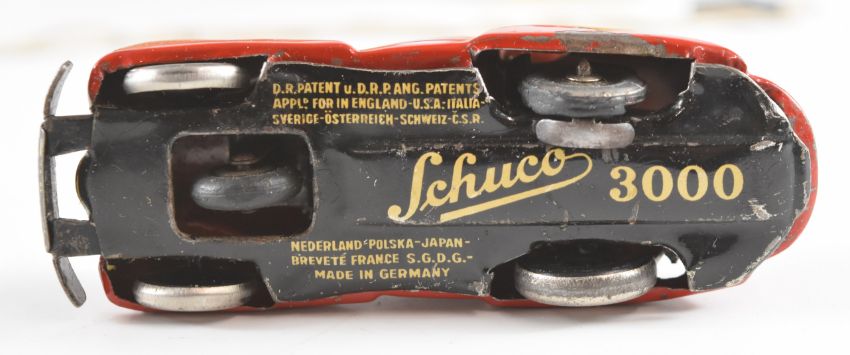 D.R.PATENT u. D.R.P. ANG. PATENTS
APPLD FOR IN ENGLAND-U.S.A.-ITALIA-
SVERIGE-ÖSTERREICH-SCHWEIZ-Č.S.R.
Schuco 3000
NEDERLAND-POLSKA-JAPAN-
BREVETÉ FRANCE S.G.D.G.-
MADE IN GERMANY